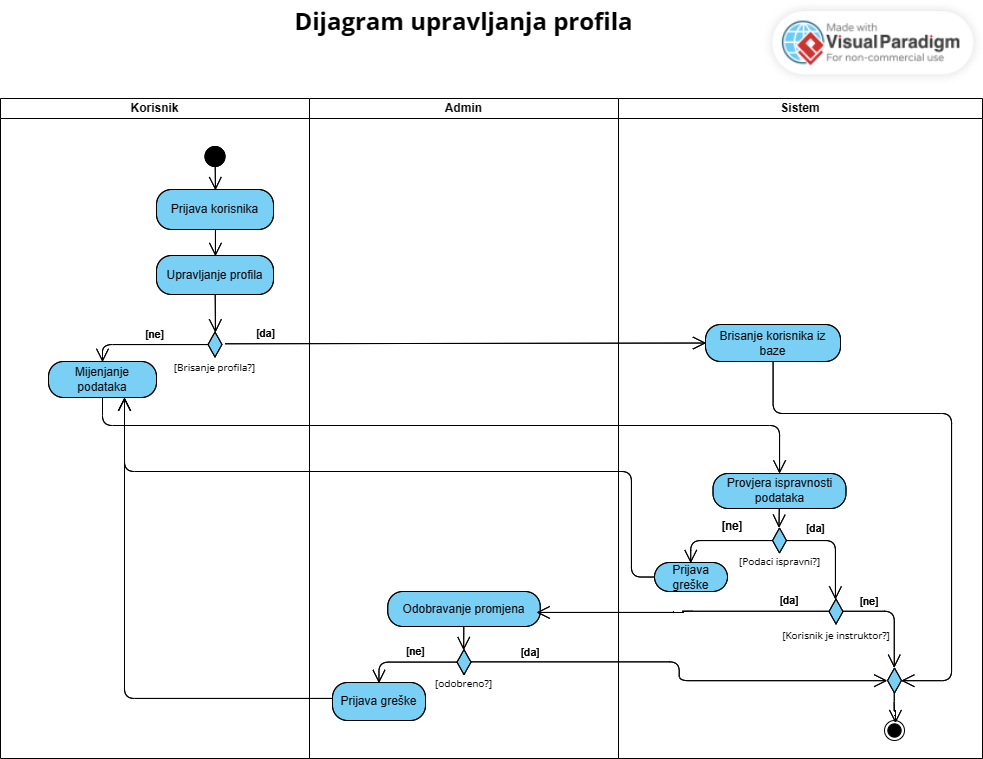 Dijagram upravljanja profila
Made with
Visual Paradigm
For non-commercial use
Korisnik
Admin
Sistem
Prijava korisnika
Upravljanje profila
[ne]
[da]
[Brisanje profila?]
Brisanje korisnika iz
baze
Mijenjanje
podataka
Provjera ispravnosti
podataka
[ne]
[da]
[Podaci ispravni?]
Prijava
greške
Odobravanje promjena
[da]
[ne]
[Korisnik je instruktor?]
[ne]
[da]
[odobreno?]
Prijava greške